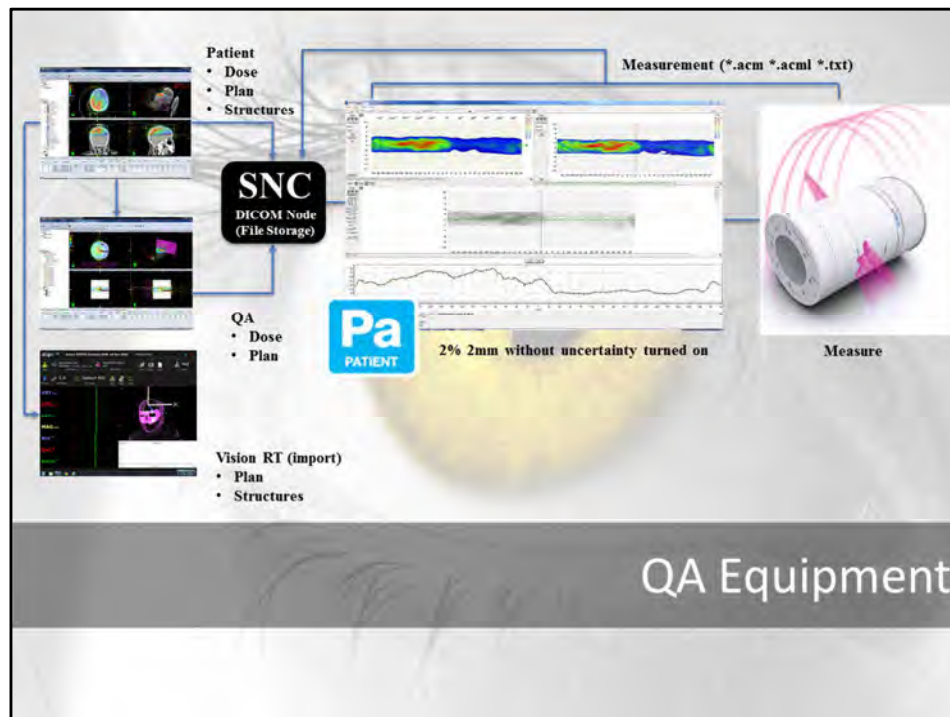 Patient
• Dose
• Plan
• Structures
Measurement (*.acm *.acml *.txt)
SNC
DICOM Node
(File Storage)
QA
• Dose
• Plan
Pa
PATIENT
2% 2mm without uncertainty turned on
Measure
Vision RT (import)
• Plan
• Structures
QA Equipment